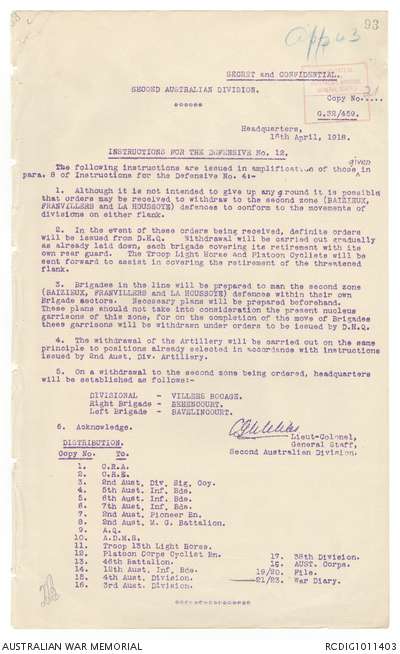 93
App 43
SECRET and CONFIDENTIAL.
SECOND AUSTRALIAN DIVISION.
Copy No.....21
G.32/459.
Headquarters,
16th April, 1918.
INSTRUCTIONS FOR THE DEFENSIVE No. 12.
The following instructions are issued in amplification of those given in
para. 8 of Instructions for the Defensive No. 4:-
1. Although it is not intended to give up any ground it is possible
that orders may be received to withdraw to the second zone (BAIZIEUX,
FRANVILLERS and LA HOUSSOYE) defences to conform to the movements of
divisions on either flank.
2. In the event of these orders being received, definite orders
will be issued from D.H.Q. Withdrawal will be carried out gradually
as already laid down, each brigade covering its retirement with its
own rear guard. The Troop Light Horse and Platoon Cyclists will be
sent forward to assist in covering the retirement of the threatened
flank.
3. Brigades in the line will be prepared to man the second zone
(BAIZIEUX, FRANVILLERS and LA HOUSSOYE) defences within their own
Brigade sectors. Necessary plans will be prepared beforehand.
These plans should not take into consideration the present nucleus
garrisons of this zone, for on the completion of the move of Brigades
these garrisons will be withdrawn under orders to be issued by D.H.Q.
4. The withdrawal of the Artillery will be carried out on the same
principle to positions already selected in accordance with instructions
issued by 2nd Aust. Div. Artillery.
5. On a withdrawal to the second zone being ordered, headquarters
will be established as follows:-
DIVISIONAL - VILLERS BOCAGE.
Right Brigade - BEHENCOURT.
Left Brigade - BAVELINCOURT.
6. Acknowledge.
Lieut-Colonel,
General Staff,
Second Australian Division.
DISTRIBUTION.
Copy No. To.
1. C.R.A.
2. C.R.E.
3. 2nd Aust. Div. Sig. Coy.
4. 5th Aust. Inf. Bde.
5. 6th Aust. Inf. Bde.
6. 7th Aust. Inf. Bde.
7. 2nd Aust. Pioneer Bn.
8. 2nd Aust. M. G. Battalion.
9. A.Q.
10. A.D.M.S.
11. Troop 13th Light Horse.
12. Platoon Corps Cyclist Bn.
13. 46th Battalion.
14. 12th Aust. Inf. Bde.
15. 4th Aust. Division.
16. 3rd Aust. Division.
17. 38th Division.
18. AUST. Corps.
19/20. File.
21/23. War Diary.
AUSTRALIAN WAR MEMORIAL
RCDIG1011403